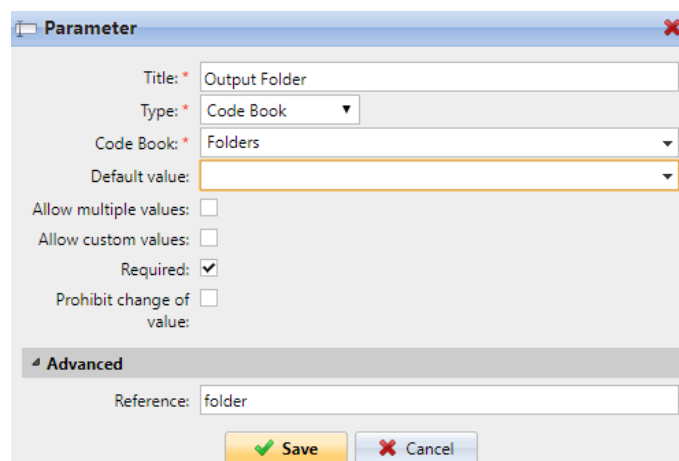 Parameter
Title: * Output Folder
Type: * Code Book
Code Book: * Folders
Default value:
Allow multiple values:
Allow custom values:
Required:
Prohibit change of
value:
Advanced
Reference: folder
Save Cancel